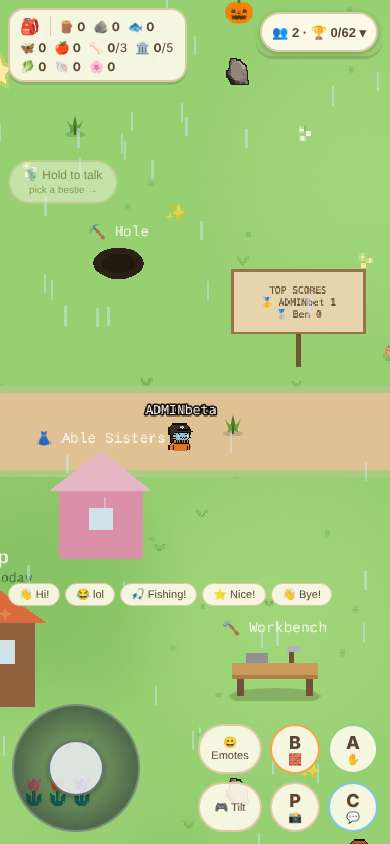 0 0 0
0 0 0/3 0/5
0 0 0
2 · 0/62 ▾
Hold to talk
pick a bestie →
Hole
TOP SCORES
ADMINbet 1
Ben 0
ADMINbeta
Able Sisters
p
oday
Hi!
lol
Fishing!
Nice!
Bye!
Workbench
Emotes
B
A
Tilt
P
C